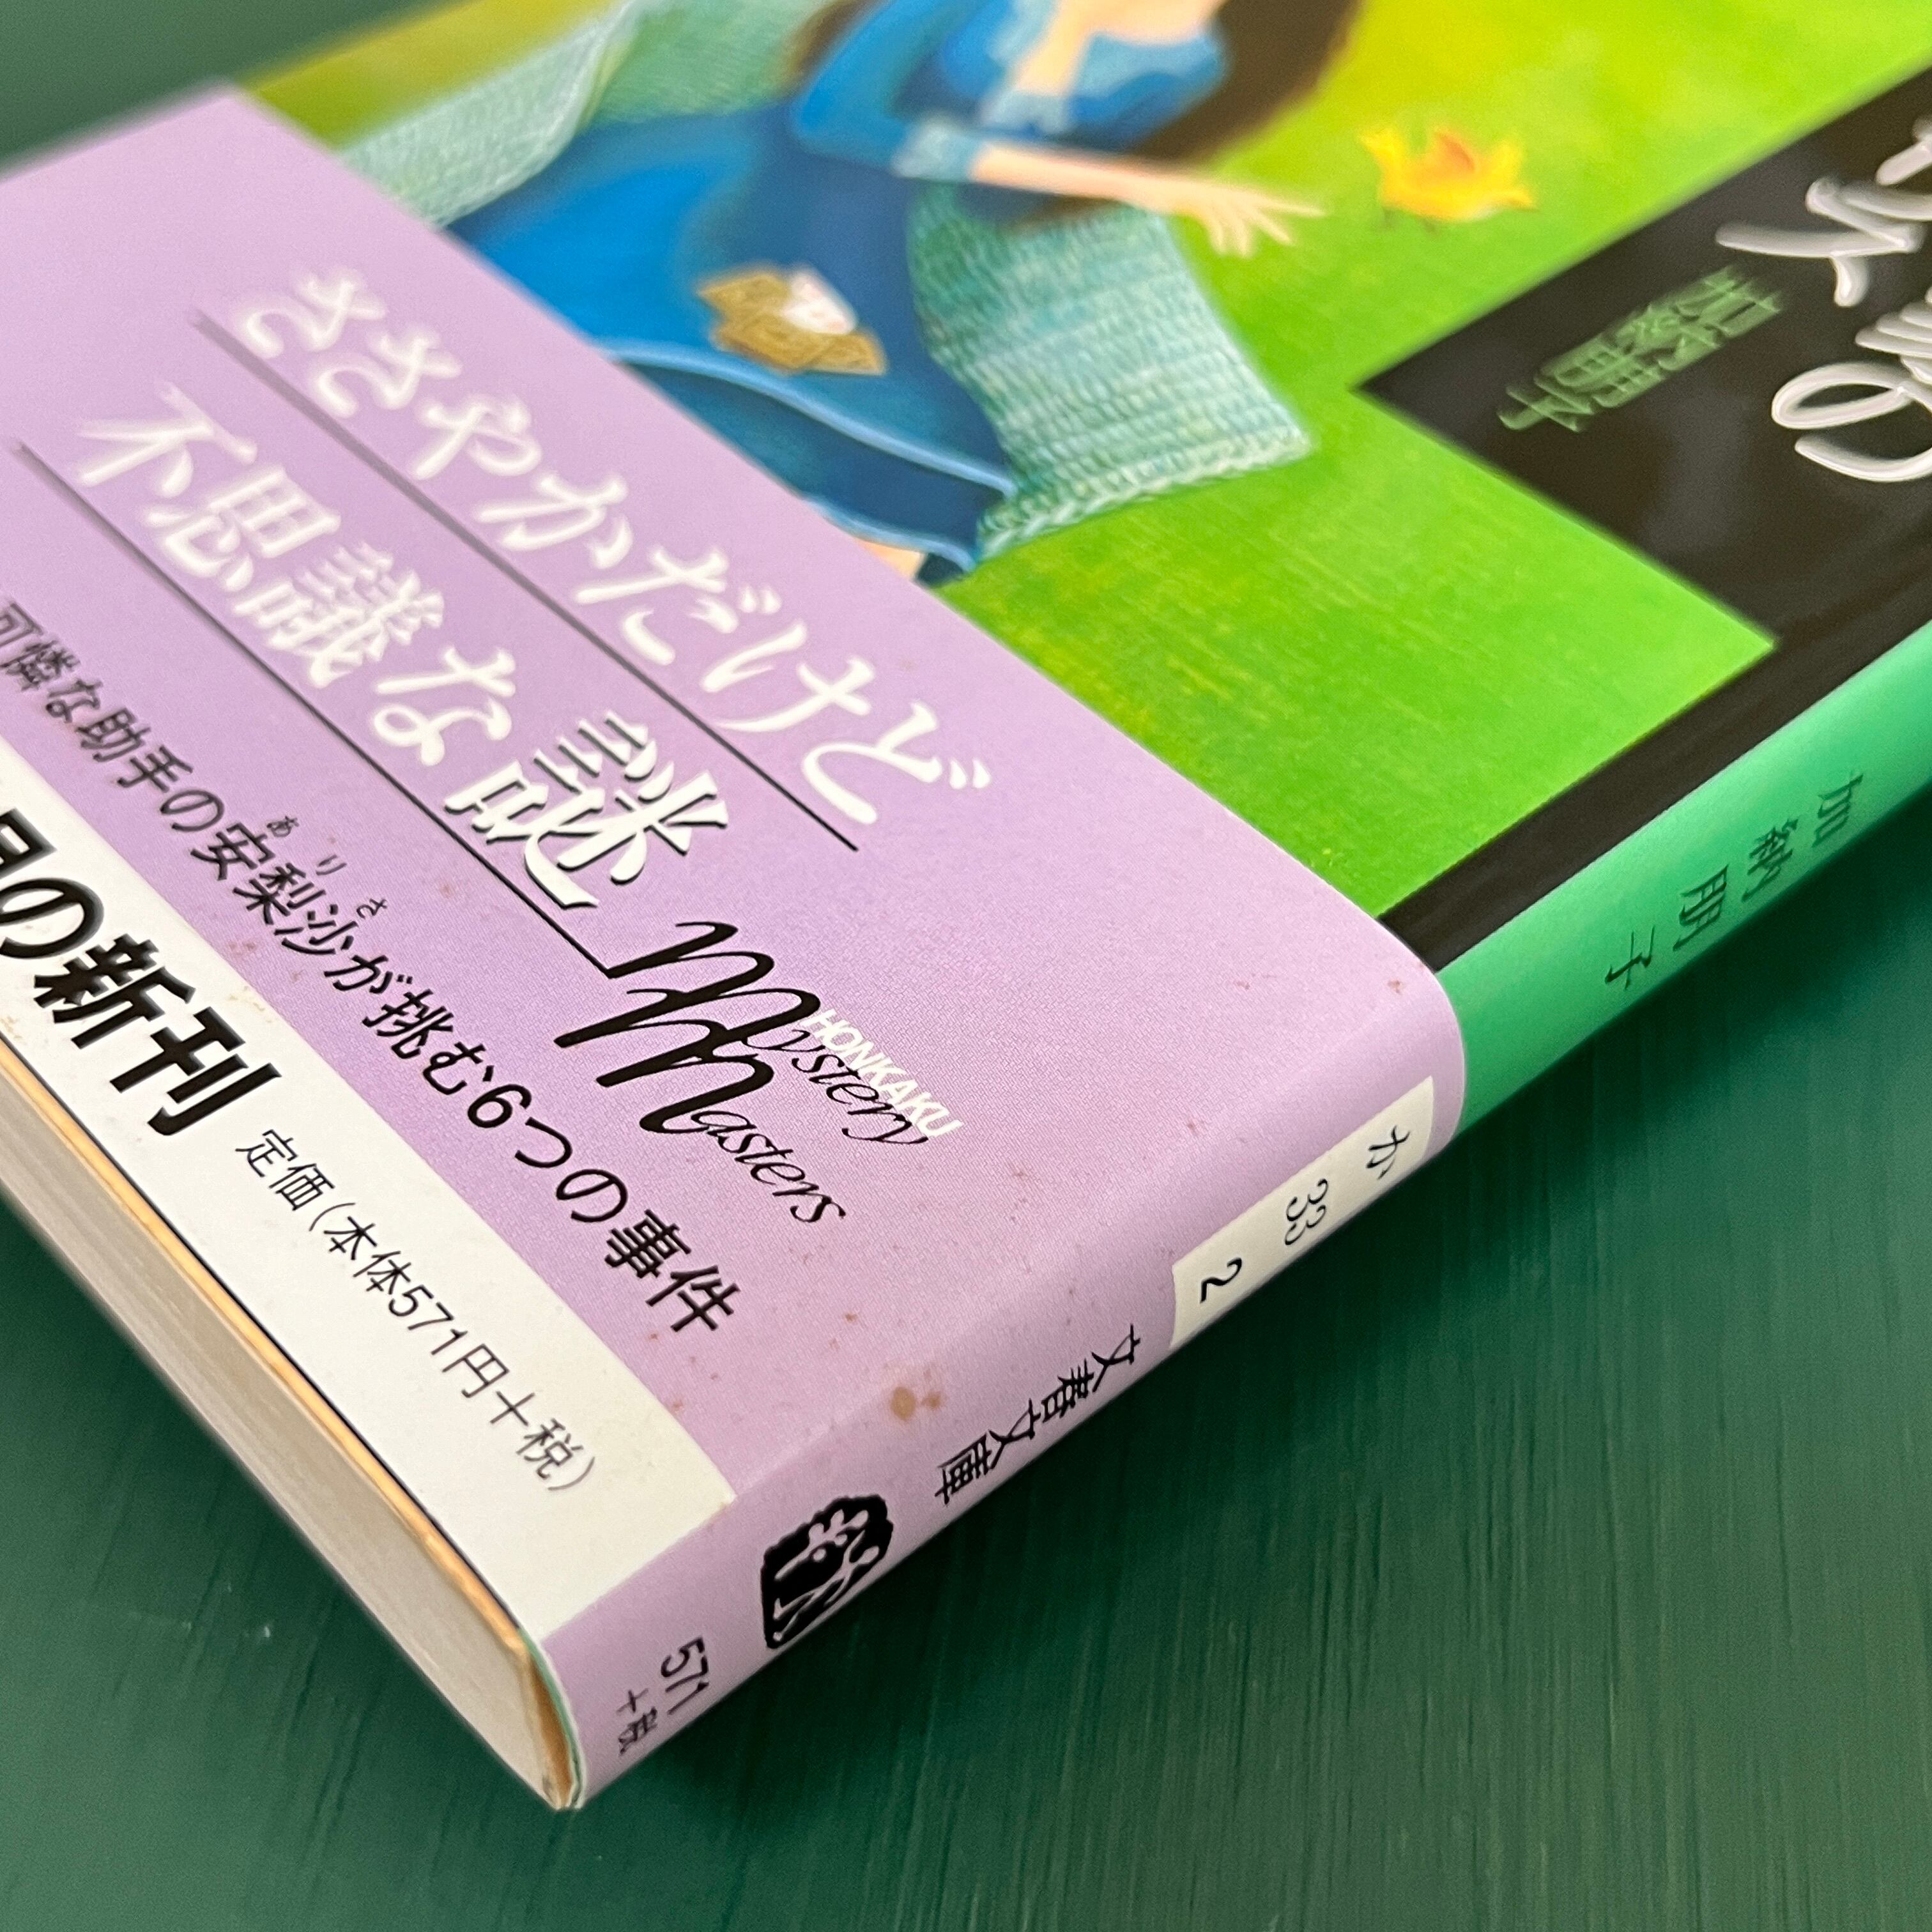 加納朋子
の
ささやかだけど
不思議な謎
HONKAKU
Mystery
Masters
可憐な助手の安梨沙が挑む6つの事件
ありさ
月の新刊
定価(本体571円+税)
加納朋子
か
33
2
文春文庫
571
+税